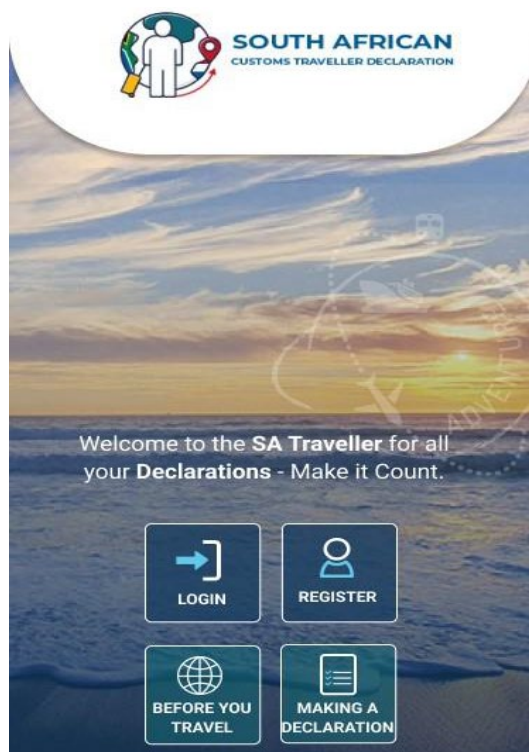 SOUTH AFRICAN
CUSTOMS TRAVELLER DECLARATION
ADVENTURE
Welcome to the SA Traveller for all
your Declarations - Make it Count.
LOGIN
REGISTER
BEFORE YOU
TRAVEL
MAKING A
DECLARATION